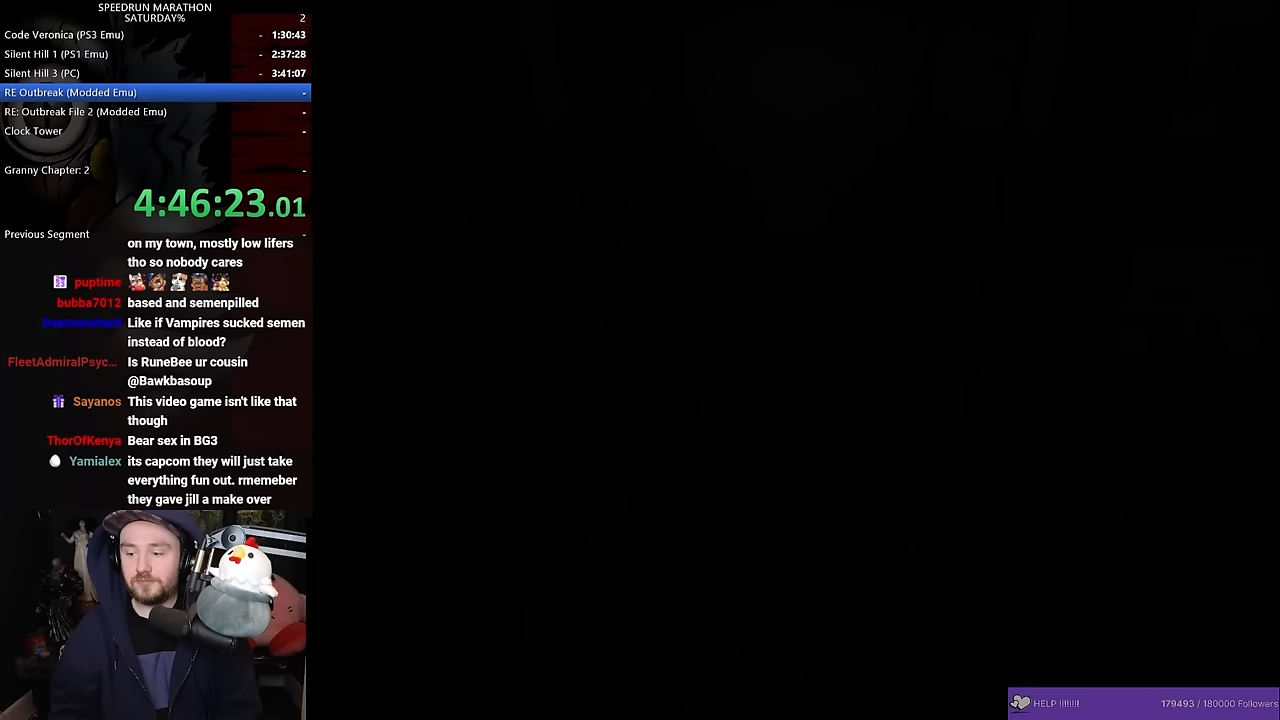 SPEEDRUN MARATHON
SATURDAY%
2
Code Veronica (PS3 Emu) - 1:30:43
Silent Hill 1 (PS1 Emu) - 2:37:28
Silent Hill 3 (PC) - 3:41:07
RE Outbreak (Modded Emu) -
RE: Outbreak File 2 (Modded Emu) -
Clock Tower -
Granny Chapter: 2 -
4:46:23.01
Previous Segment -
on my town, mostly low lifers
tho so nobody cares
puptime
bubba7012 based and semenpilled
Like if Vampires sucked semen
instead of blood?
FleetAdmiralPsyc... Is RuneBee ur cousin
@Bawkbasoup
Sayanos This video game isn't like that
though
ThorOfKenya Bear sex in BG3
Yamialex its capcom they will just take
everything fun out. rmemeber
they gave jill a make over
HELP !!!!!!! 179493 / 180000 Followers